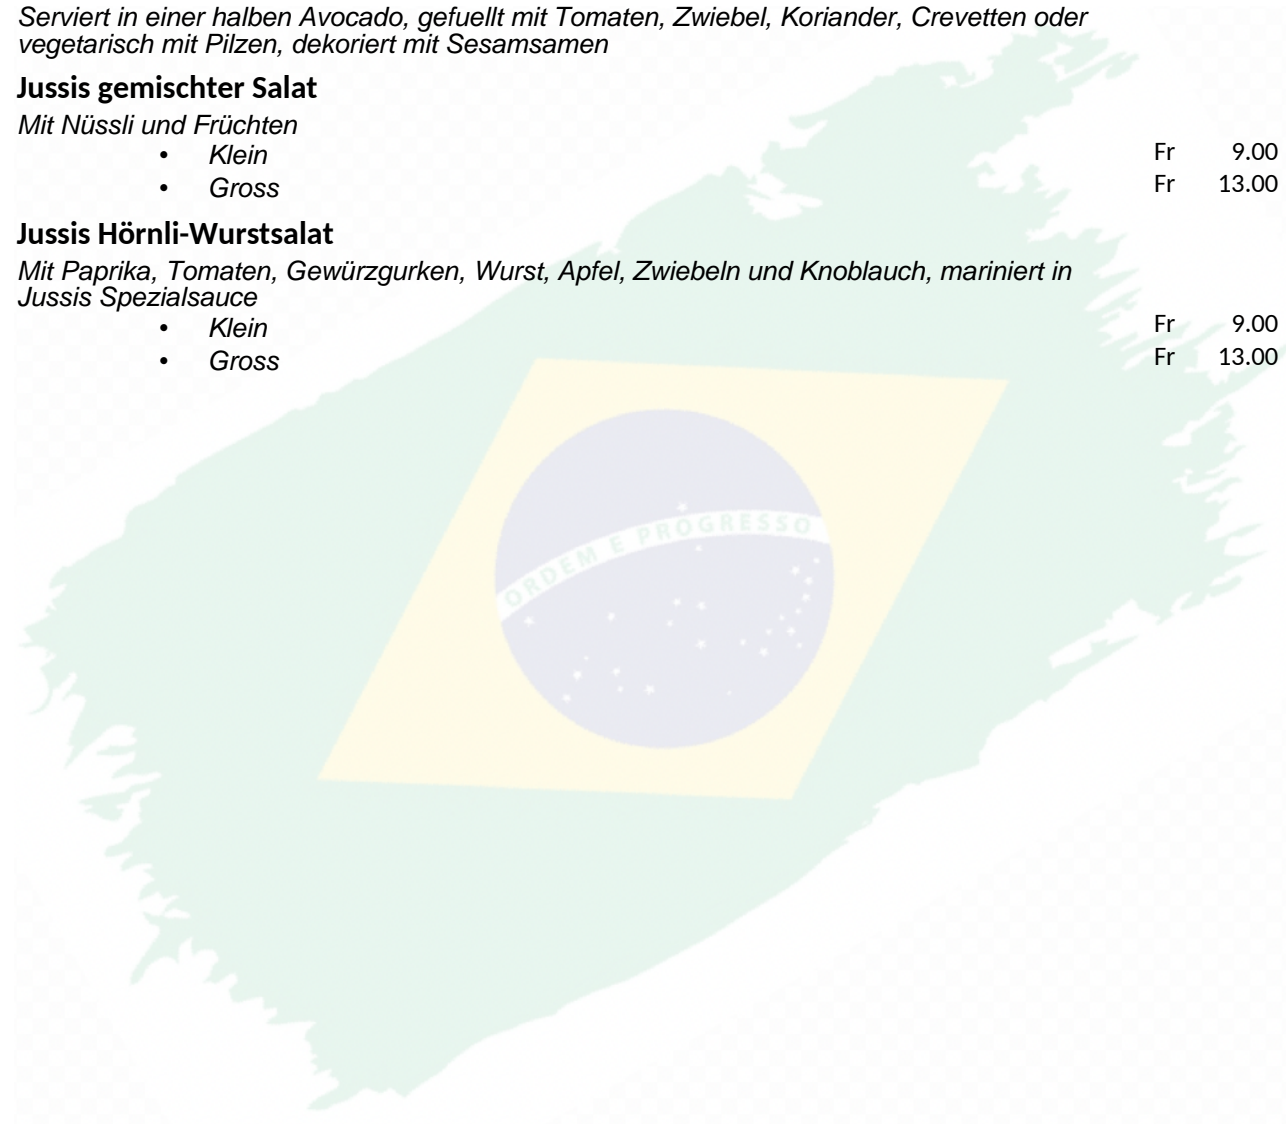 Serviert in einer halben Avocado, gefuellt mit Tomaten, Zwiebel, Koriander, Crevetten oder
vegetarisch mit Pilzen, dekoriert mit Sesamsamen
Jussis gemischter Salat
Mit Nüssli und Früchten
• Klein Fr 9.00
• Gross Fr 13.00
Jussis Hörnli-Wurstsalat
Mit Paprika, Tomaten, Gewürzgurken, Wurst, Apfel, Zwiebeln und Knoblauch, mariniert in
Jussis Spezialsauce
• Klein Fr 9.00
• Gross Fr 13.00
ORDEM E PROGRESSO